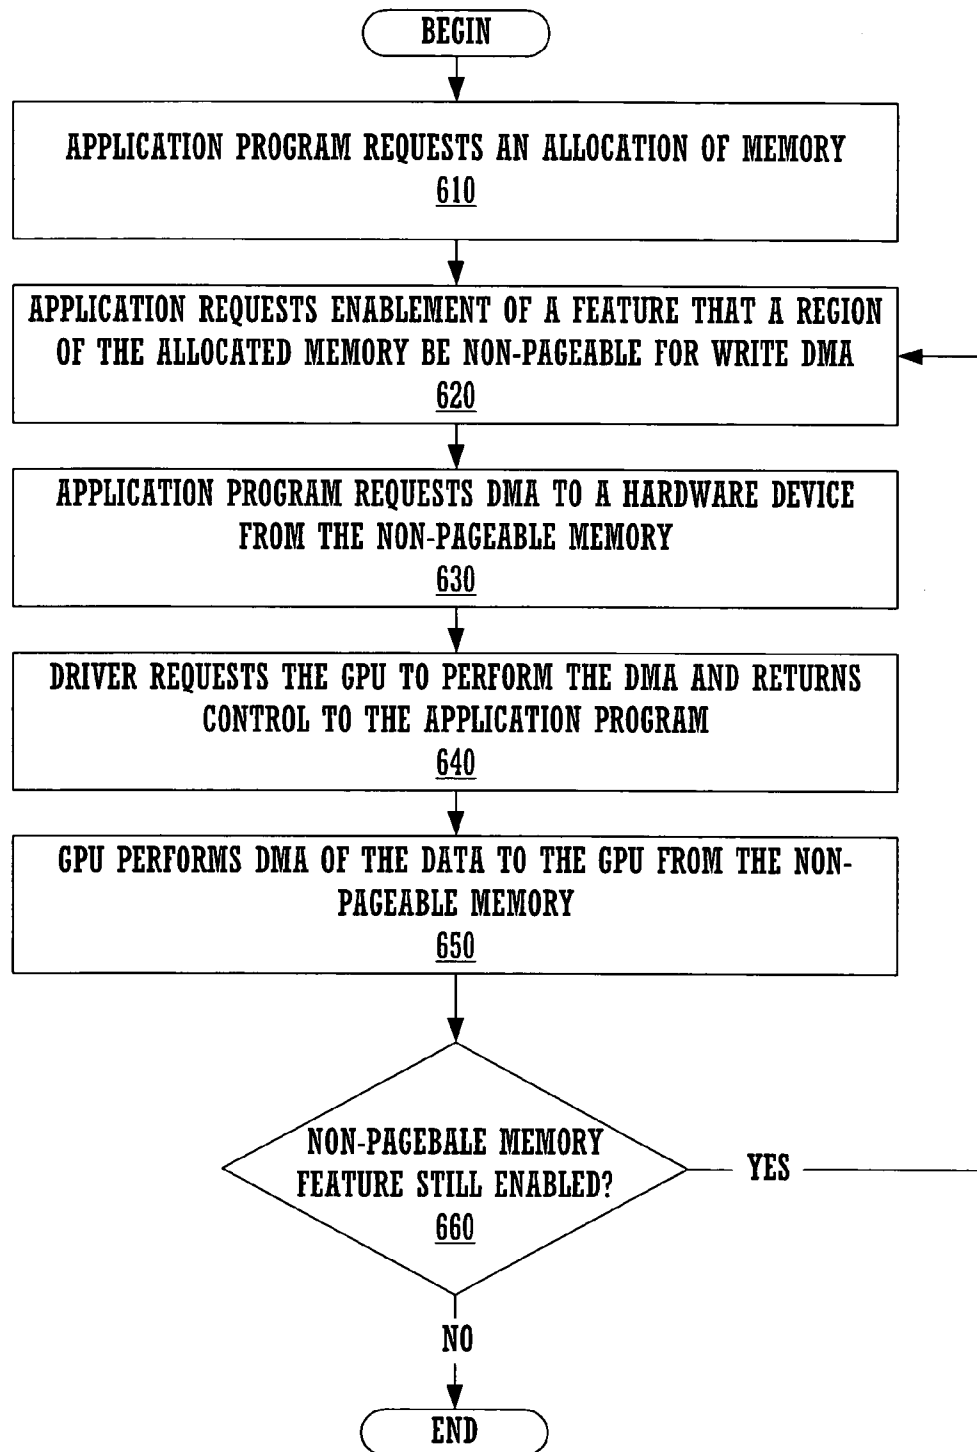 BEGIN
APPLICATION PROGRAM REQUESTS AN ALLOCATION OF MEMORY
610
APPLICATION REQUESTS ENABLEMENT OF A FEATURE THAT A REGION
OF THE ALLOCATED MEMORY BE NON-PAGEABLE FOR WRITE DMA
620
APPLICATION PROGRAM REQUESTS DMA TO A HARDWARE DEVICE
FROM THE NON-PAGEABLE MEMORY
630
DRIVER REQUESTS THE GPU TO PERFORM THE DMA AND RETURNS
CONTROL TO THE APPLICATION PROGRAM
640
GPU PERFORMS DMA OF THE DATA TO THE GPU FROM THE NON-
PAGEABLE MEMORY
650
NON-PAGEBALE MEMORY
FEATURE STILL ENABLED?
660
YES
NO
END